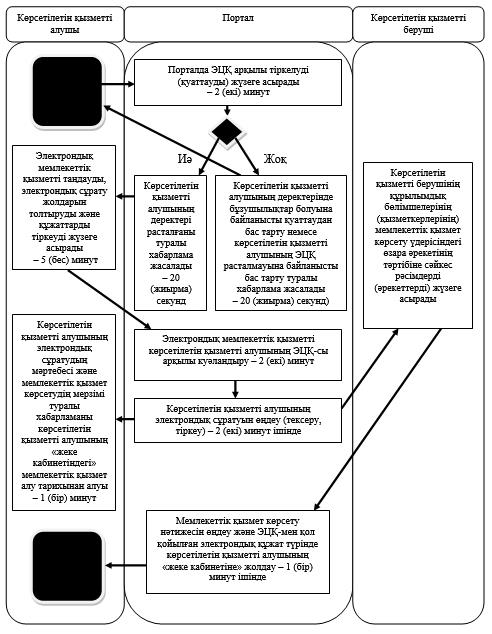 Көрсетілетін қызметті
алушы
Портал
Көрсетілетін қызметті
беруші
Порталда ЭЦҚ арқылы тіркелуді
(қуаттауды) жүзеге асырады
– 2 (екі) минут
Иә
Жоқ
Электрондық
мемлекеттік
қызметті таңдауды,
электрондық сұрату
жолдарын
толтыруды және
құжаттарды
тіркеуді жүзеге
асырады
– 5 (бес) минут
Көрсетілетін
қызметті
алушының
деректері
расталғаны
туралы
хабарлама
жасалады
– 20
(жиырма)
секунд
Көрсетілетін қызметті
алушының деректерінде
бұзушылықтар болуына
байланысты қуаттаудан
бас тарту немесе
көрсетілетін қызметті
алушының ЭЦҚ
расталмауына байланысты
бас тарту туралы
хабарлама жасалады
– 20 (жиырма) секунд)
Көрсетілетін
қызметті берушінің
құрылымдық
бөлімшелерінің
(қызметкерлерінің)
мемлекеттік қызмет
көрсету үдерісіндегі
өзара әрекетінің
тәртібіне сәйкес
рәсімдерді
(әрекеттерді) жүзеге
асырады
Электрондық мемлекеттік қызметті
көрсетілетін қызметті алушының ЭЦҚ-сы
арқылы куәландыру – 2 (екі) минут
Көрсетілетін
қызметті алушының
электрондық
сұратудың
мәртебесі және
мемлекеттік қызмет
көрсетудің мерзімі
туралы
хабарламаны
көрсетілетін
қызметті алушының
«жеке
кабинетіндегі»
мемлекеттік қызмет
алу тарихынан алуы
– 1 (бір) минут
Көрсетілетін қызметті алушының
электрондық сұратуын өңдеу (тексеру,
тіркеу) – 2 (екі) минут ішінде
Мемлекеттік қызмет көрсету
нәтижесін өңдеу және ЭЦҚ-мен қол
қойылған электрондық құжат түрінде
көрсетілетін қызметті алушының
«жеке кабинетіне» жолдау – 1 (бір)
минут ішінде